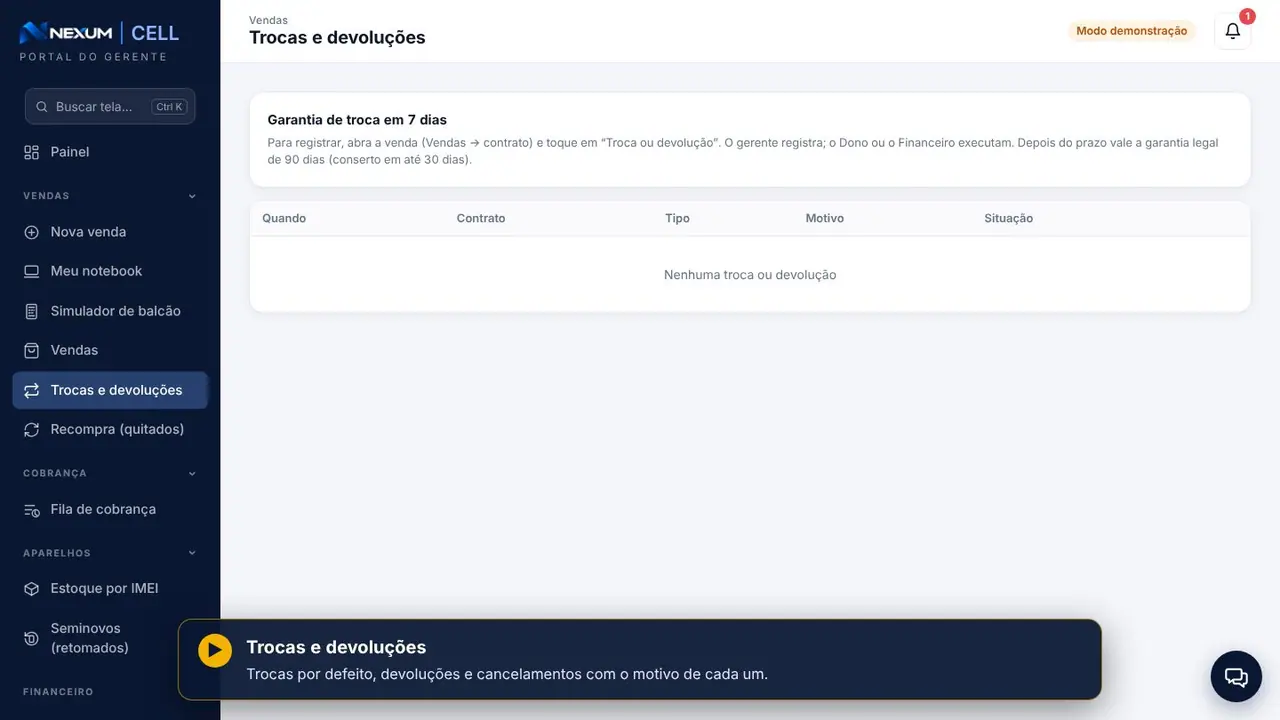 NEXUM | CELL
PORTAL DO GERENTE
Buscar tela... Ctrl K
Painel
VENDAS
Nova venda
Meu notebook
Simulador de balcão
Vendas
Trocas e devoluções
Recompra (quitados)
COBRANÇA
Fila de cobrança
APARELHOS
Estoque por IMEI
Seminovos
(retomados)
FINANCEIRO
Vendas
Trocas e devoluções
Modo demonstração
1
Garantia de troca em 7 dias
Para registrar, abra a venda (Vendas → contrato) e toque em “Troca ou devolução”. O gerente registra; o Dono ou o Financeiro executam. Depois do prazo vale a garantia legal
de 90 dias (conserto em até 30 dias).
Quando Contrato Tipo Motivo Situação
Nenhuma troca ou devolução
Trocas e devoluções
Trocas por defeito, devoluções e cancelamentos com o motivo de cada um.